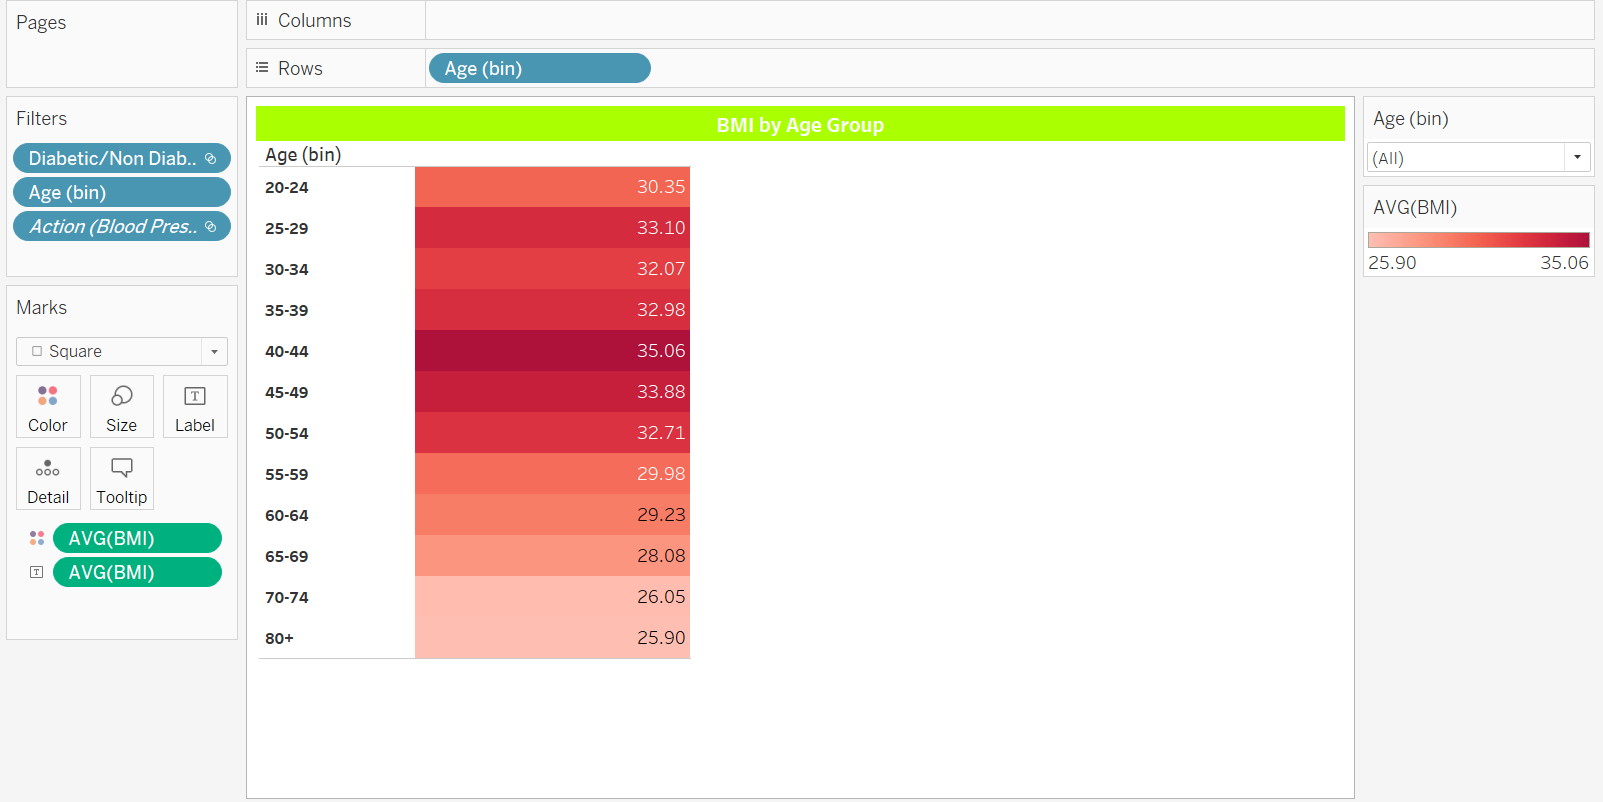 Pages
Columns
Rows
Age (bin)
Filters
Diabetic/Non Diab..
Age (bin)
Action (Blood Pres..
Marks
Square
Color
Size
Label
Detail
Tooltip
AVG(BMI)
AVG(BMI)
BMI by Age Group
Age (bin)
20-24 30.35
25-29 33.10
30-34 32.07
35-39 32.98
40-44 35.06
45-49 33.88
50-54 32.71
55-59 29.98
60-64 29.23
65-69 28.08
70-74 26.05
80+ 25.90
Age (bin)
(All)
AVG(BMI)
25.90 35.06